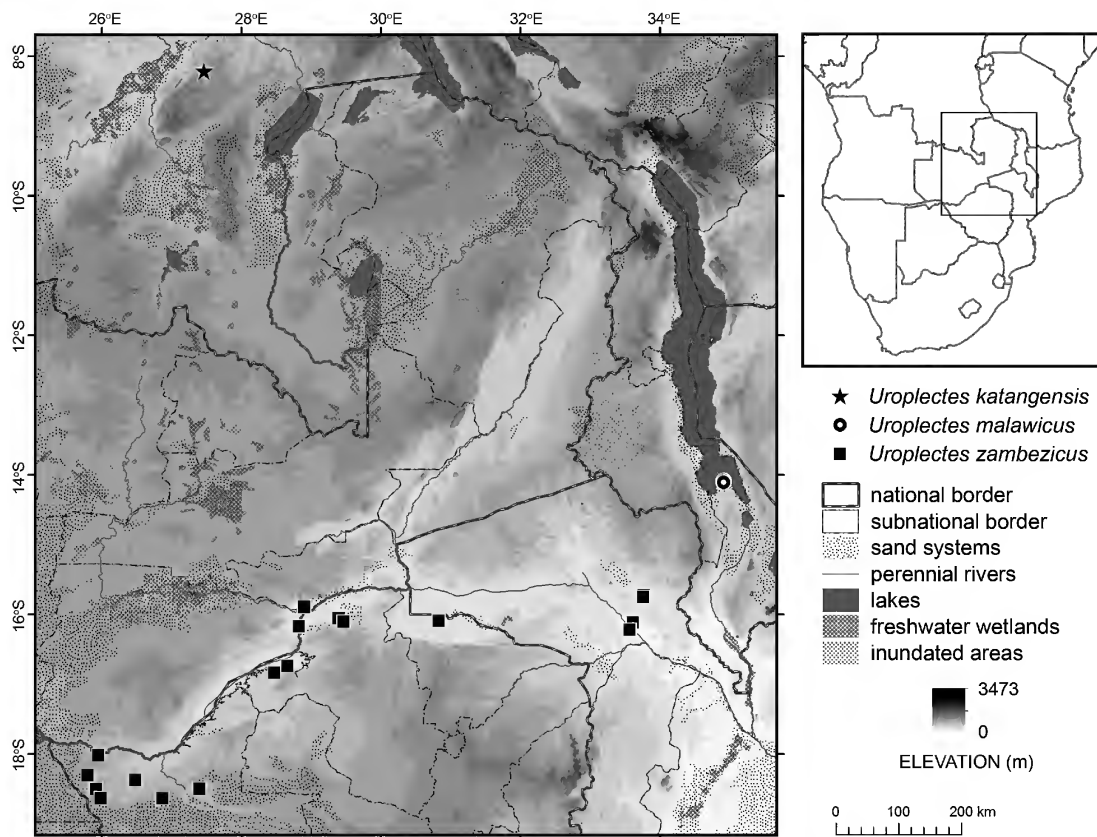 26°E 28°E 30°E 32°E 34°E
8°S
10°S
12°S
14°S
16°S
18°S
Uroplectes katangensis
Uroplectes malawicus
Uroplectes zambezicus
national border
subnational border
sand systems
perennial rivers
lakes
freshwater wetlands
inundated areas
3473
0
ELEVATION (m)
0 100 200 km